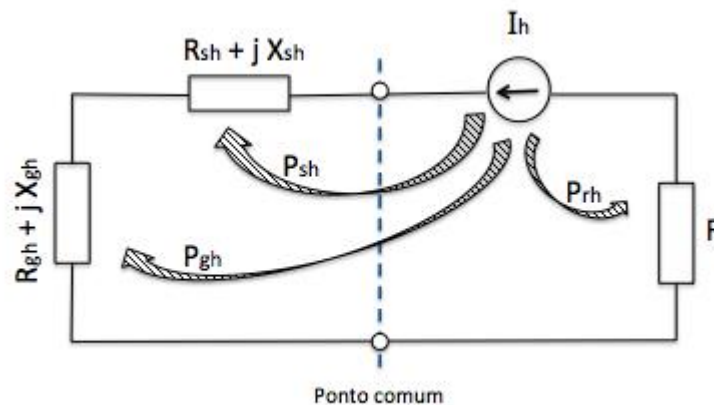 Ih
Rsh + j Xsh
Psh
Prh
Rgh + j Xgh
Pgh
Ponto comum